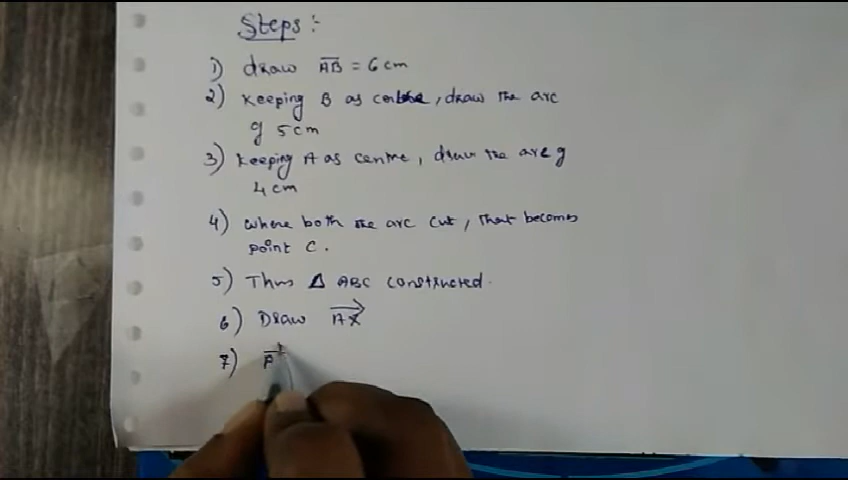 Steps :-
1) draw AB = 6 cm
2) keeping B as centre, draw the arc
of 5cm
3) keeping A as centre, draw the arc of
4 cm
4) where both the arc cut, that becomes
point C.
5) Thus Δ ABC constructed.
6) Draw AX
7)